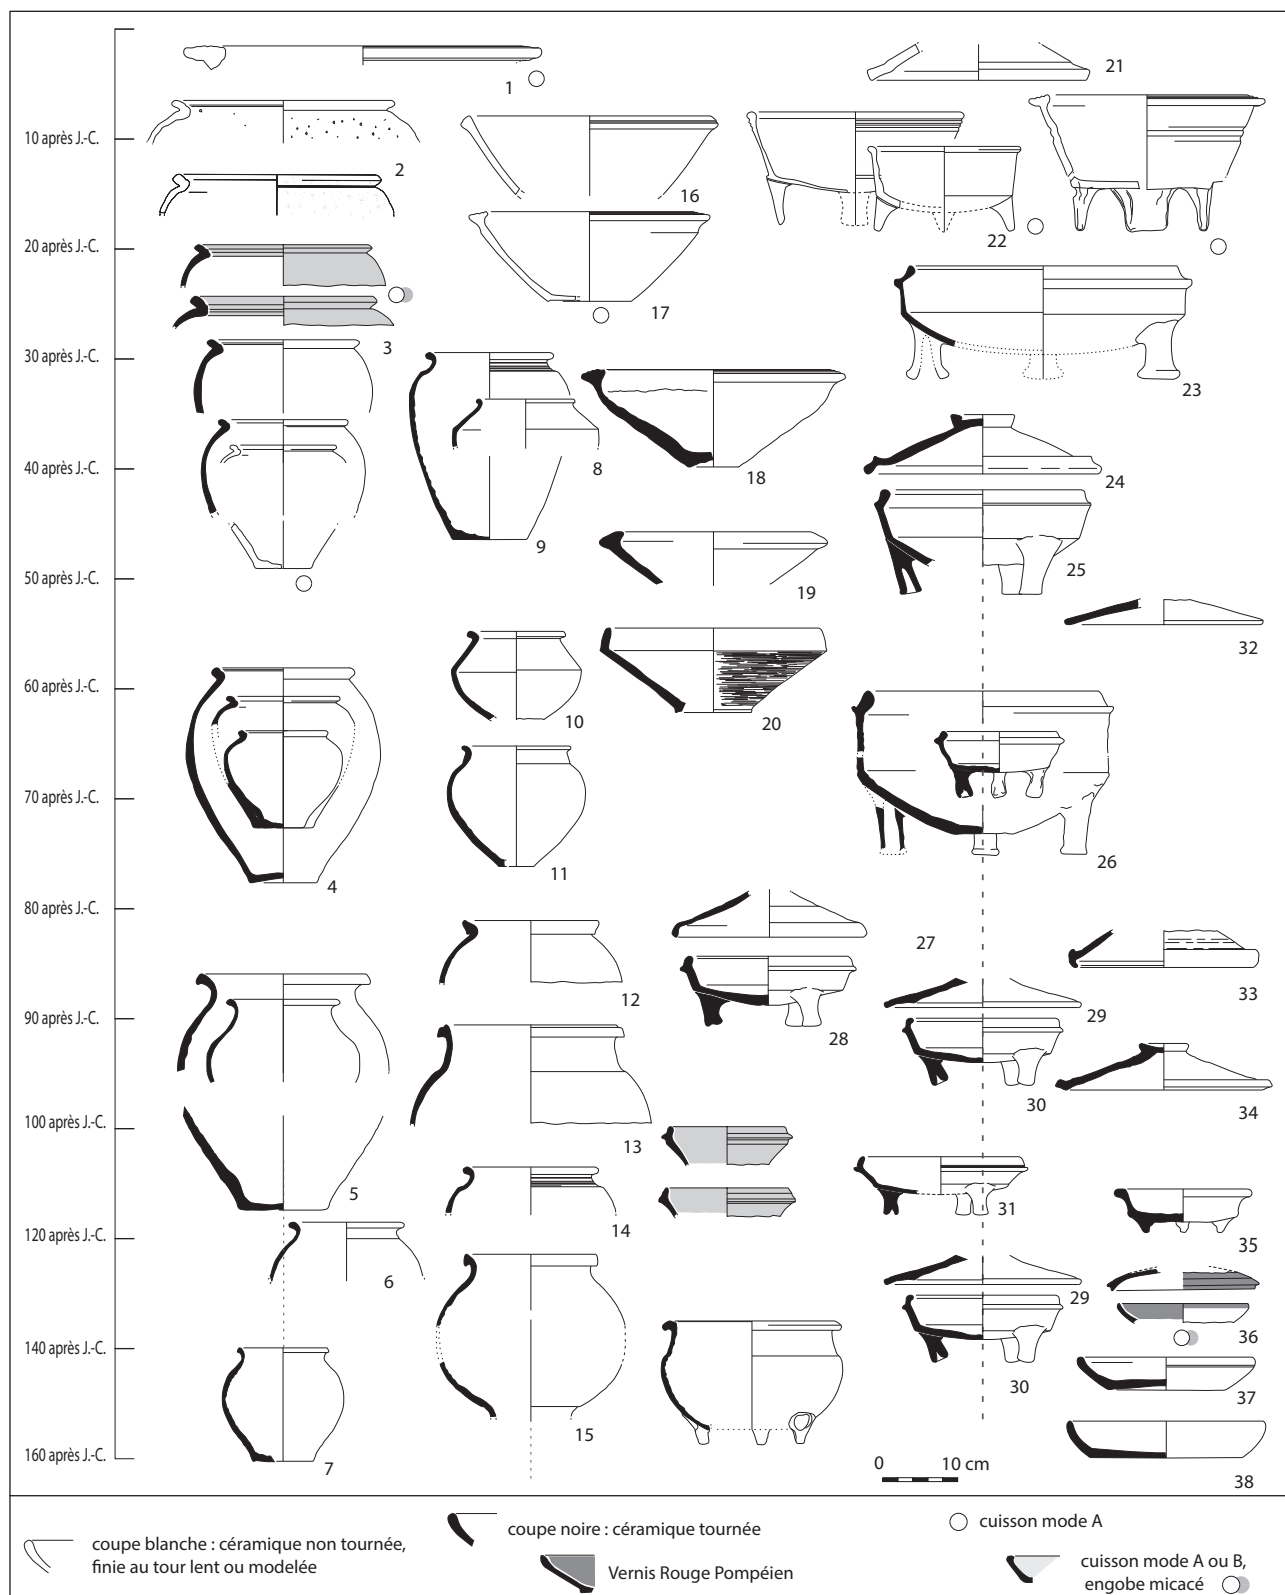 1
21
10 après J.-C.
2
16
22
20 après J.-C.
17
3
30 après J.-C.
23
8
18
24
40 après J.-C.
9
19
25
50 après J.-C.
32
10
20
60 après J.-C.
26
70 après J.-C.
11
4
80 après J.-C.
27
12
33
28
29
90 après J.-C.
30
34
13
100 après J.-C.
5
14
31
35
120 après J.-C.
6
29
36
15
30
37
140 après J.-C.
7
38
160 après J.-C.
0 10 cm
coupe blanche : céramique non tournée,
finie au tour lent ou modelée
coupe noire : céramique tournée
Vernis Rouge Pompéien
cuisson mode A
cuisson mode A ou B,
engobe micacé